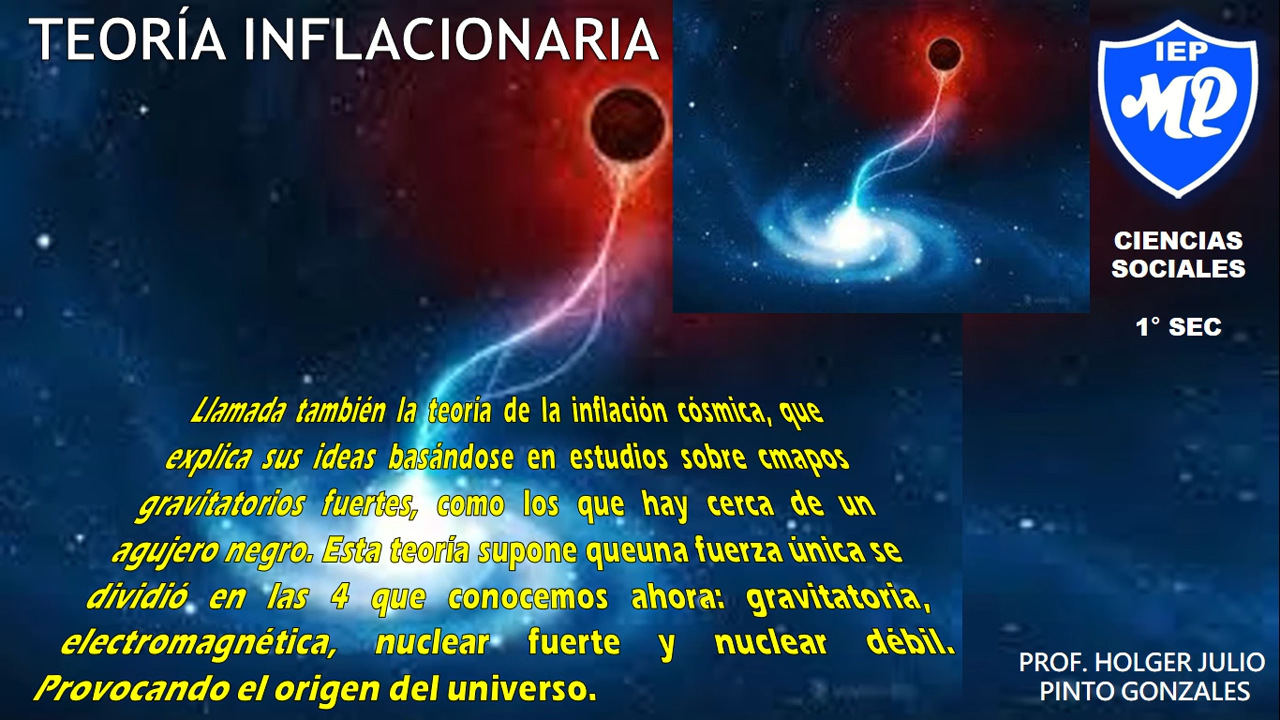 TEORÍA INFLACIONARIA
IEP
MP
CIENCIAS
SOCIALES
1° SEC
Llamada también la teoría de la inflación cósmica, que
explica sus ideas basándose en estudios sobre cmapos
gravitatorios fuertes, como los que hay cerca de un
agujero negro. Esta teoría supone queuna fuerza única se
dividió en las 4 que conocemos ahora: gravitatoria,
electromagnética, nuclear fuerte y nuclear débil.
Provocando el origen del universo.
PROF. HOLGER JULIO
PINTO GONZALES